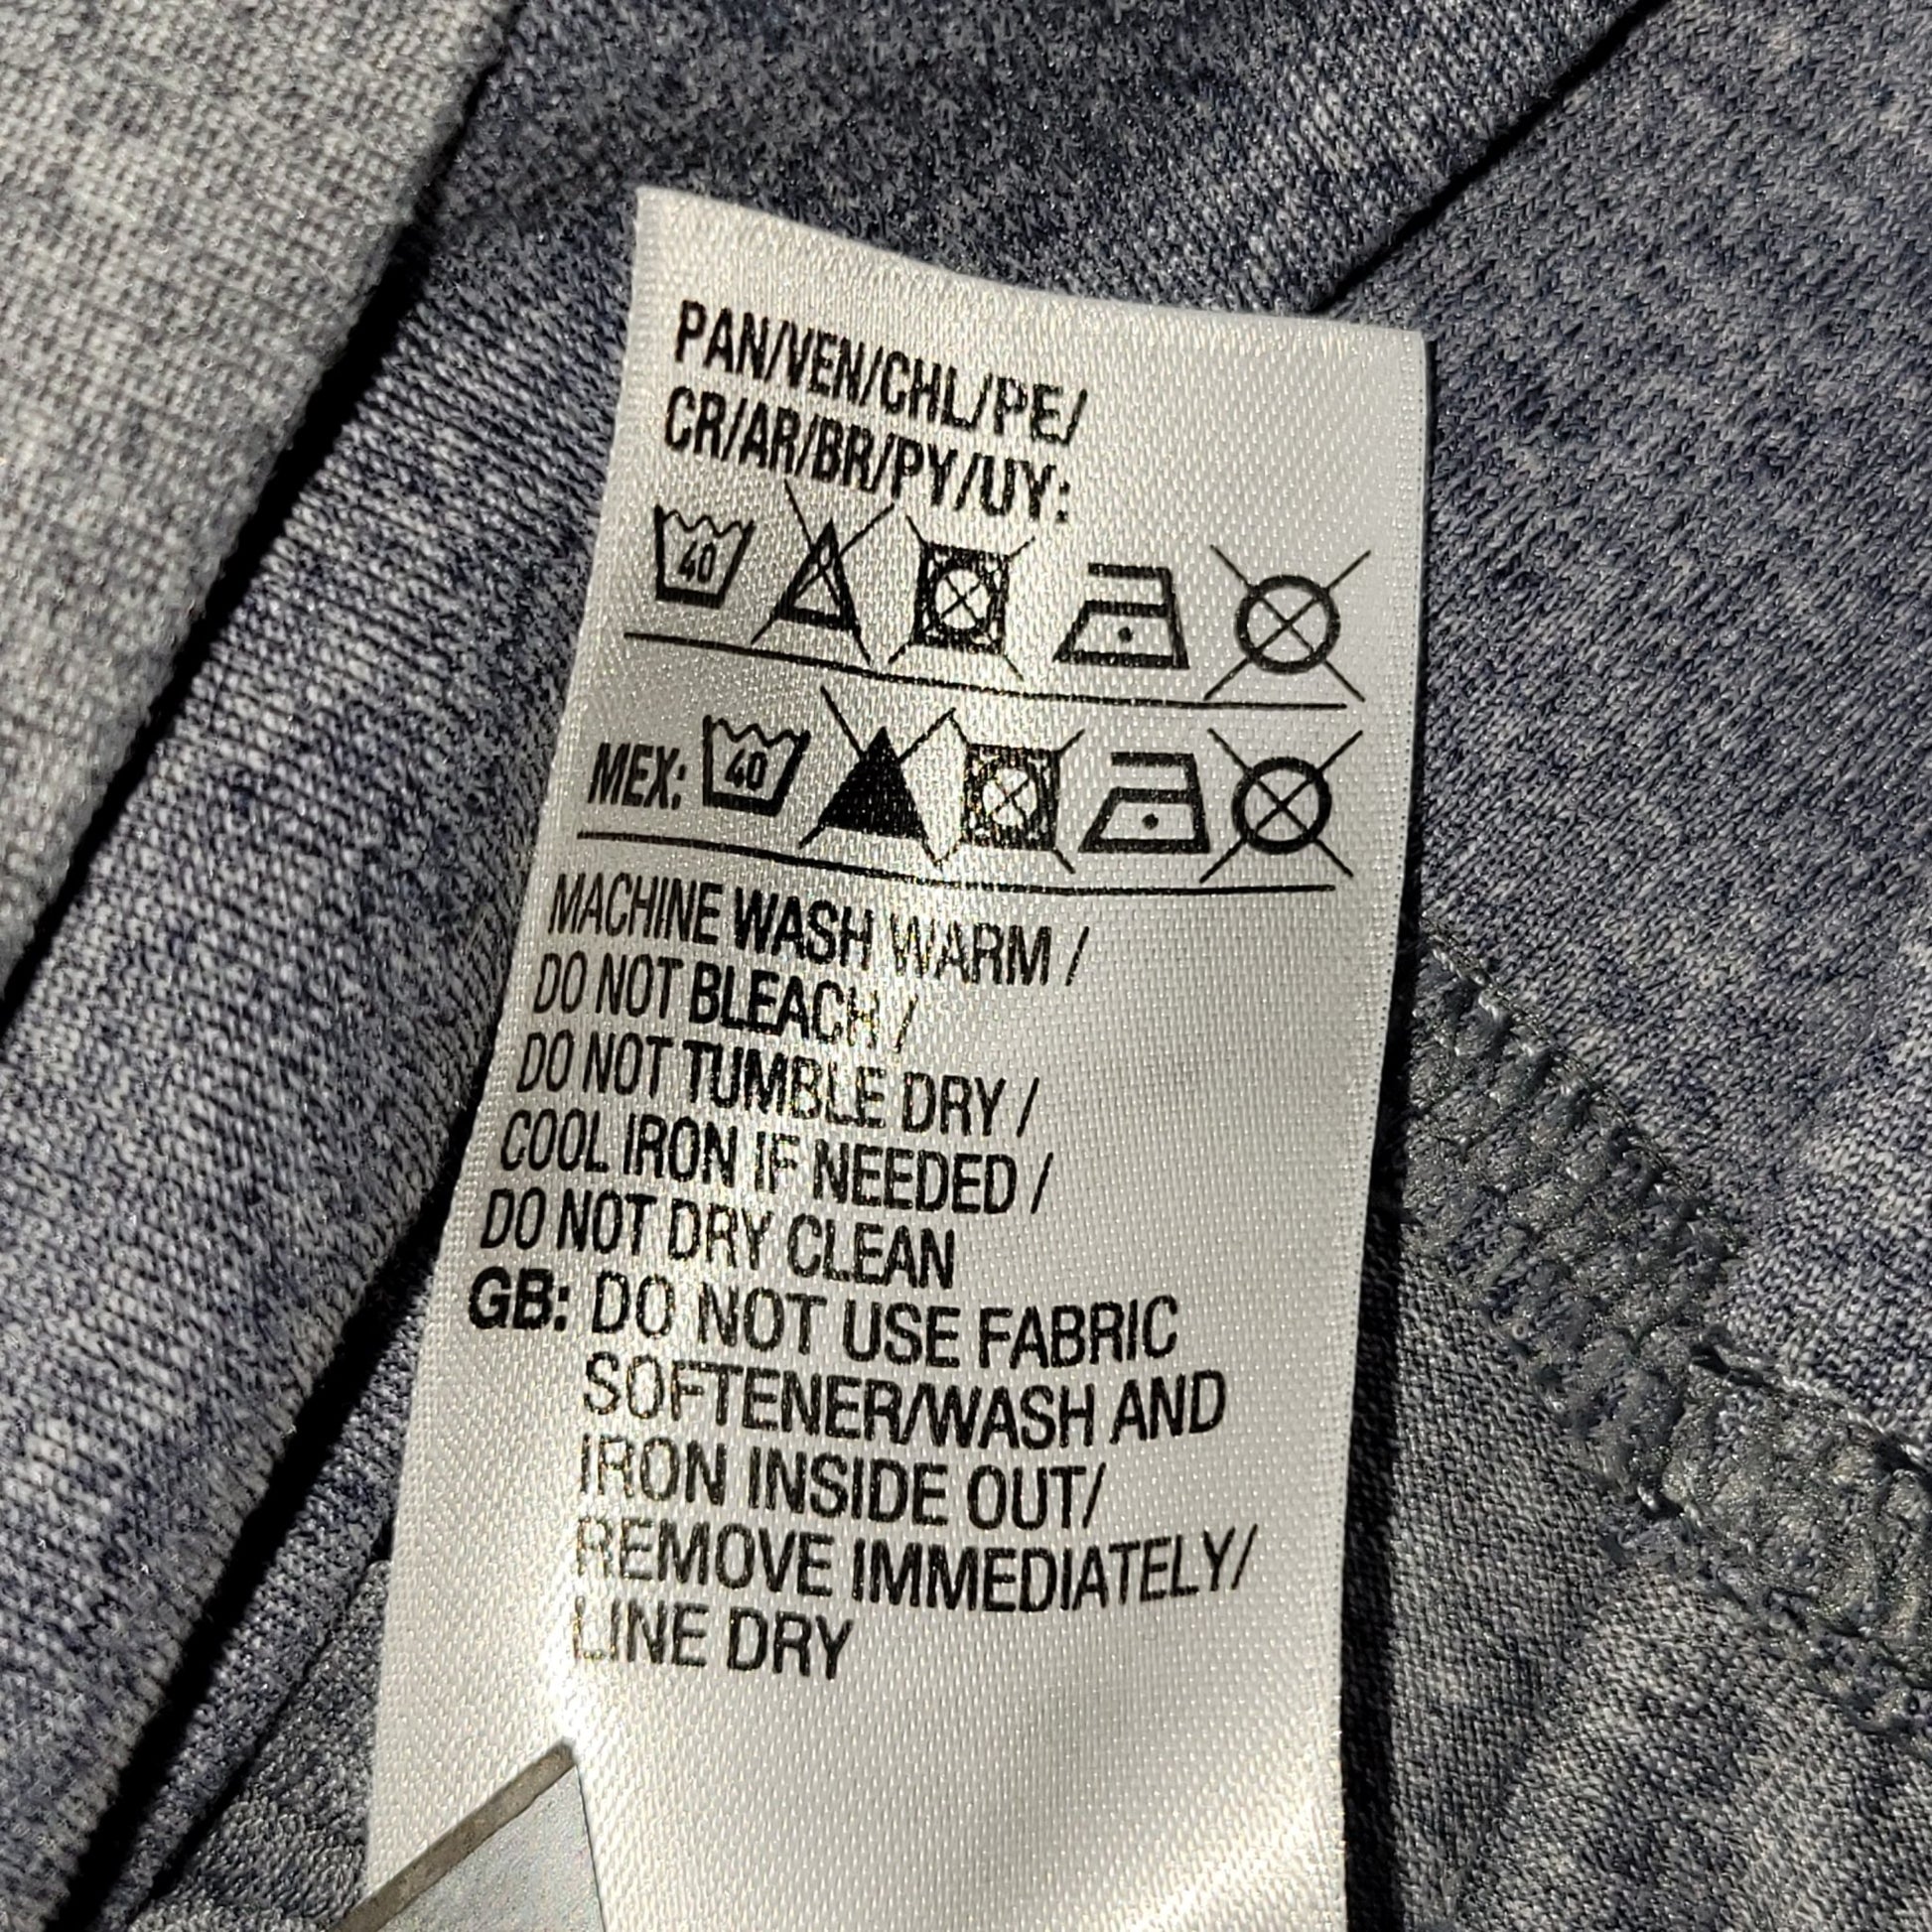 PAN/VEN/CHL/PE/
CR/AR/BR/PY/UY:
40
MEX: 40
MACHINE WASH WARM /
DO NOT BLEACH /
DO NOT TUMBLE DRY /
COOL IRON IF NEEDED /
DO NOT DRY CLEAN
GB: DO NOT USE FABRIC
SOFTENER/WASH AND
IRON INSIDE OUT/
REMOVE IMMEDIATELY/
LINE DRY